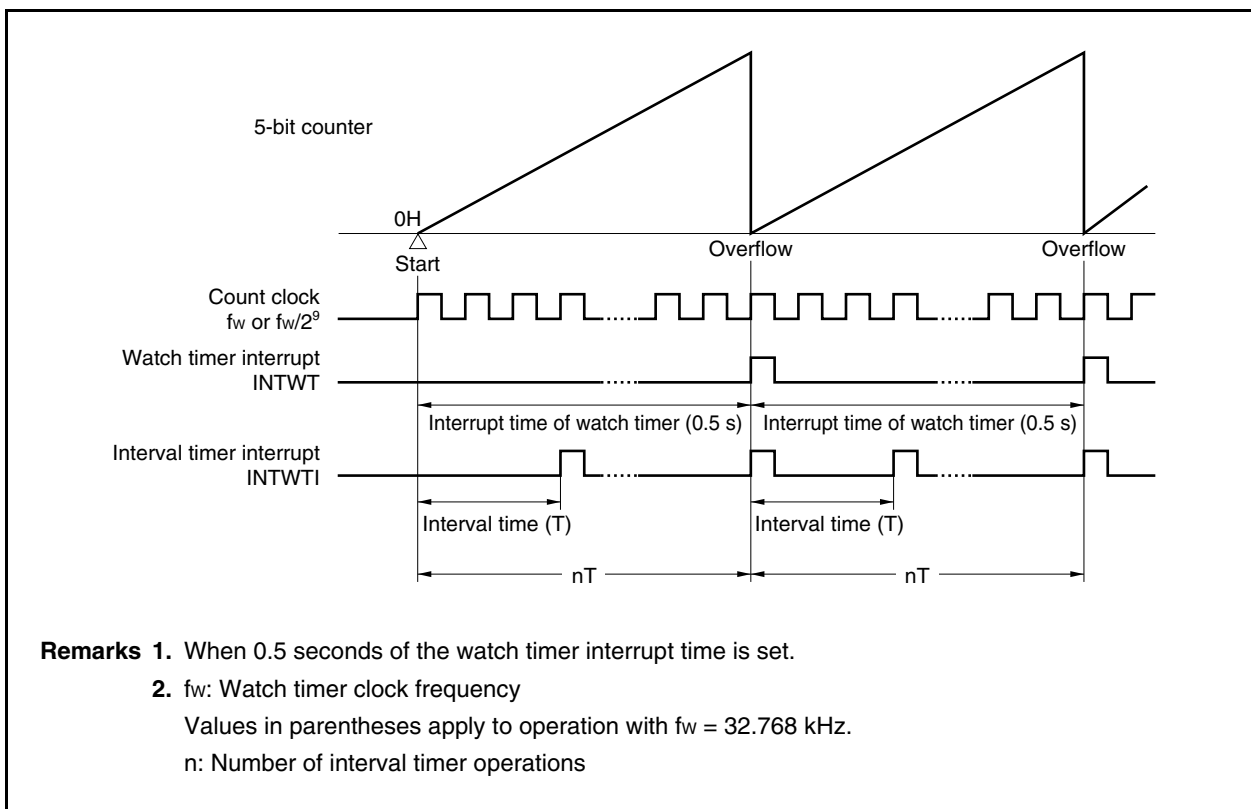 5-bit counter
0H
Start
Overflow
Overflow
Count clock
fw or fw/2⁹
Watch timer interrupt
INTWT
Interrupt time of watch timer (0.5 s)
Interrupt time of watch timer (0.5 s)
Interval timer interrupt
INTWTI
Interval time (T)
Interval time (T)
nT
nT
Remarks 1. When 0.5 seconds of the watch timer interrupt time is set.
2. fw: Watch timer clock frequency
Values in parentheses apply to operation with fw = 32.768 kHz.
n: Number of interval timer operations